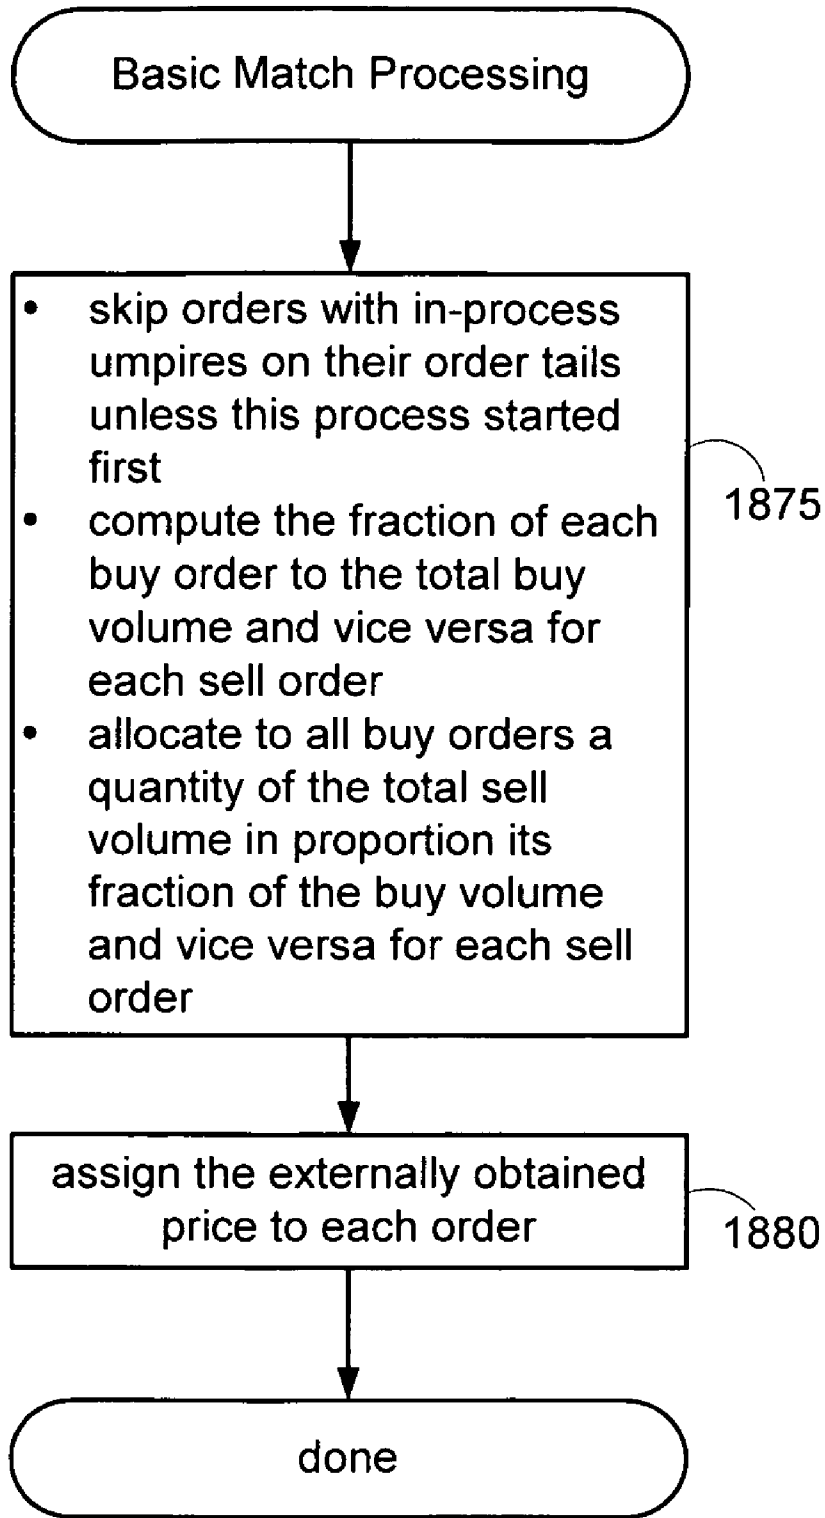 Basic Match Processing
• skip orders with in-process
umpires on their order tails
unless this process started
first
• compute the fraction of each
buy order to the total buy
volume and vice versa for
each sell order
• allocate to all buy orders a
quantity of the total sell
volume in proportion its
fraction of the buy volume
and vice versa for each sell
order
1875
assign the externally obtained
price to each order
1880
done